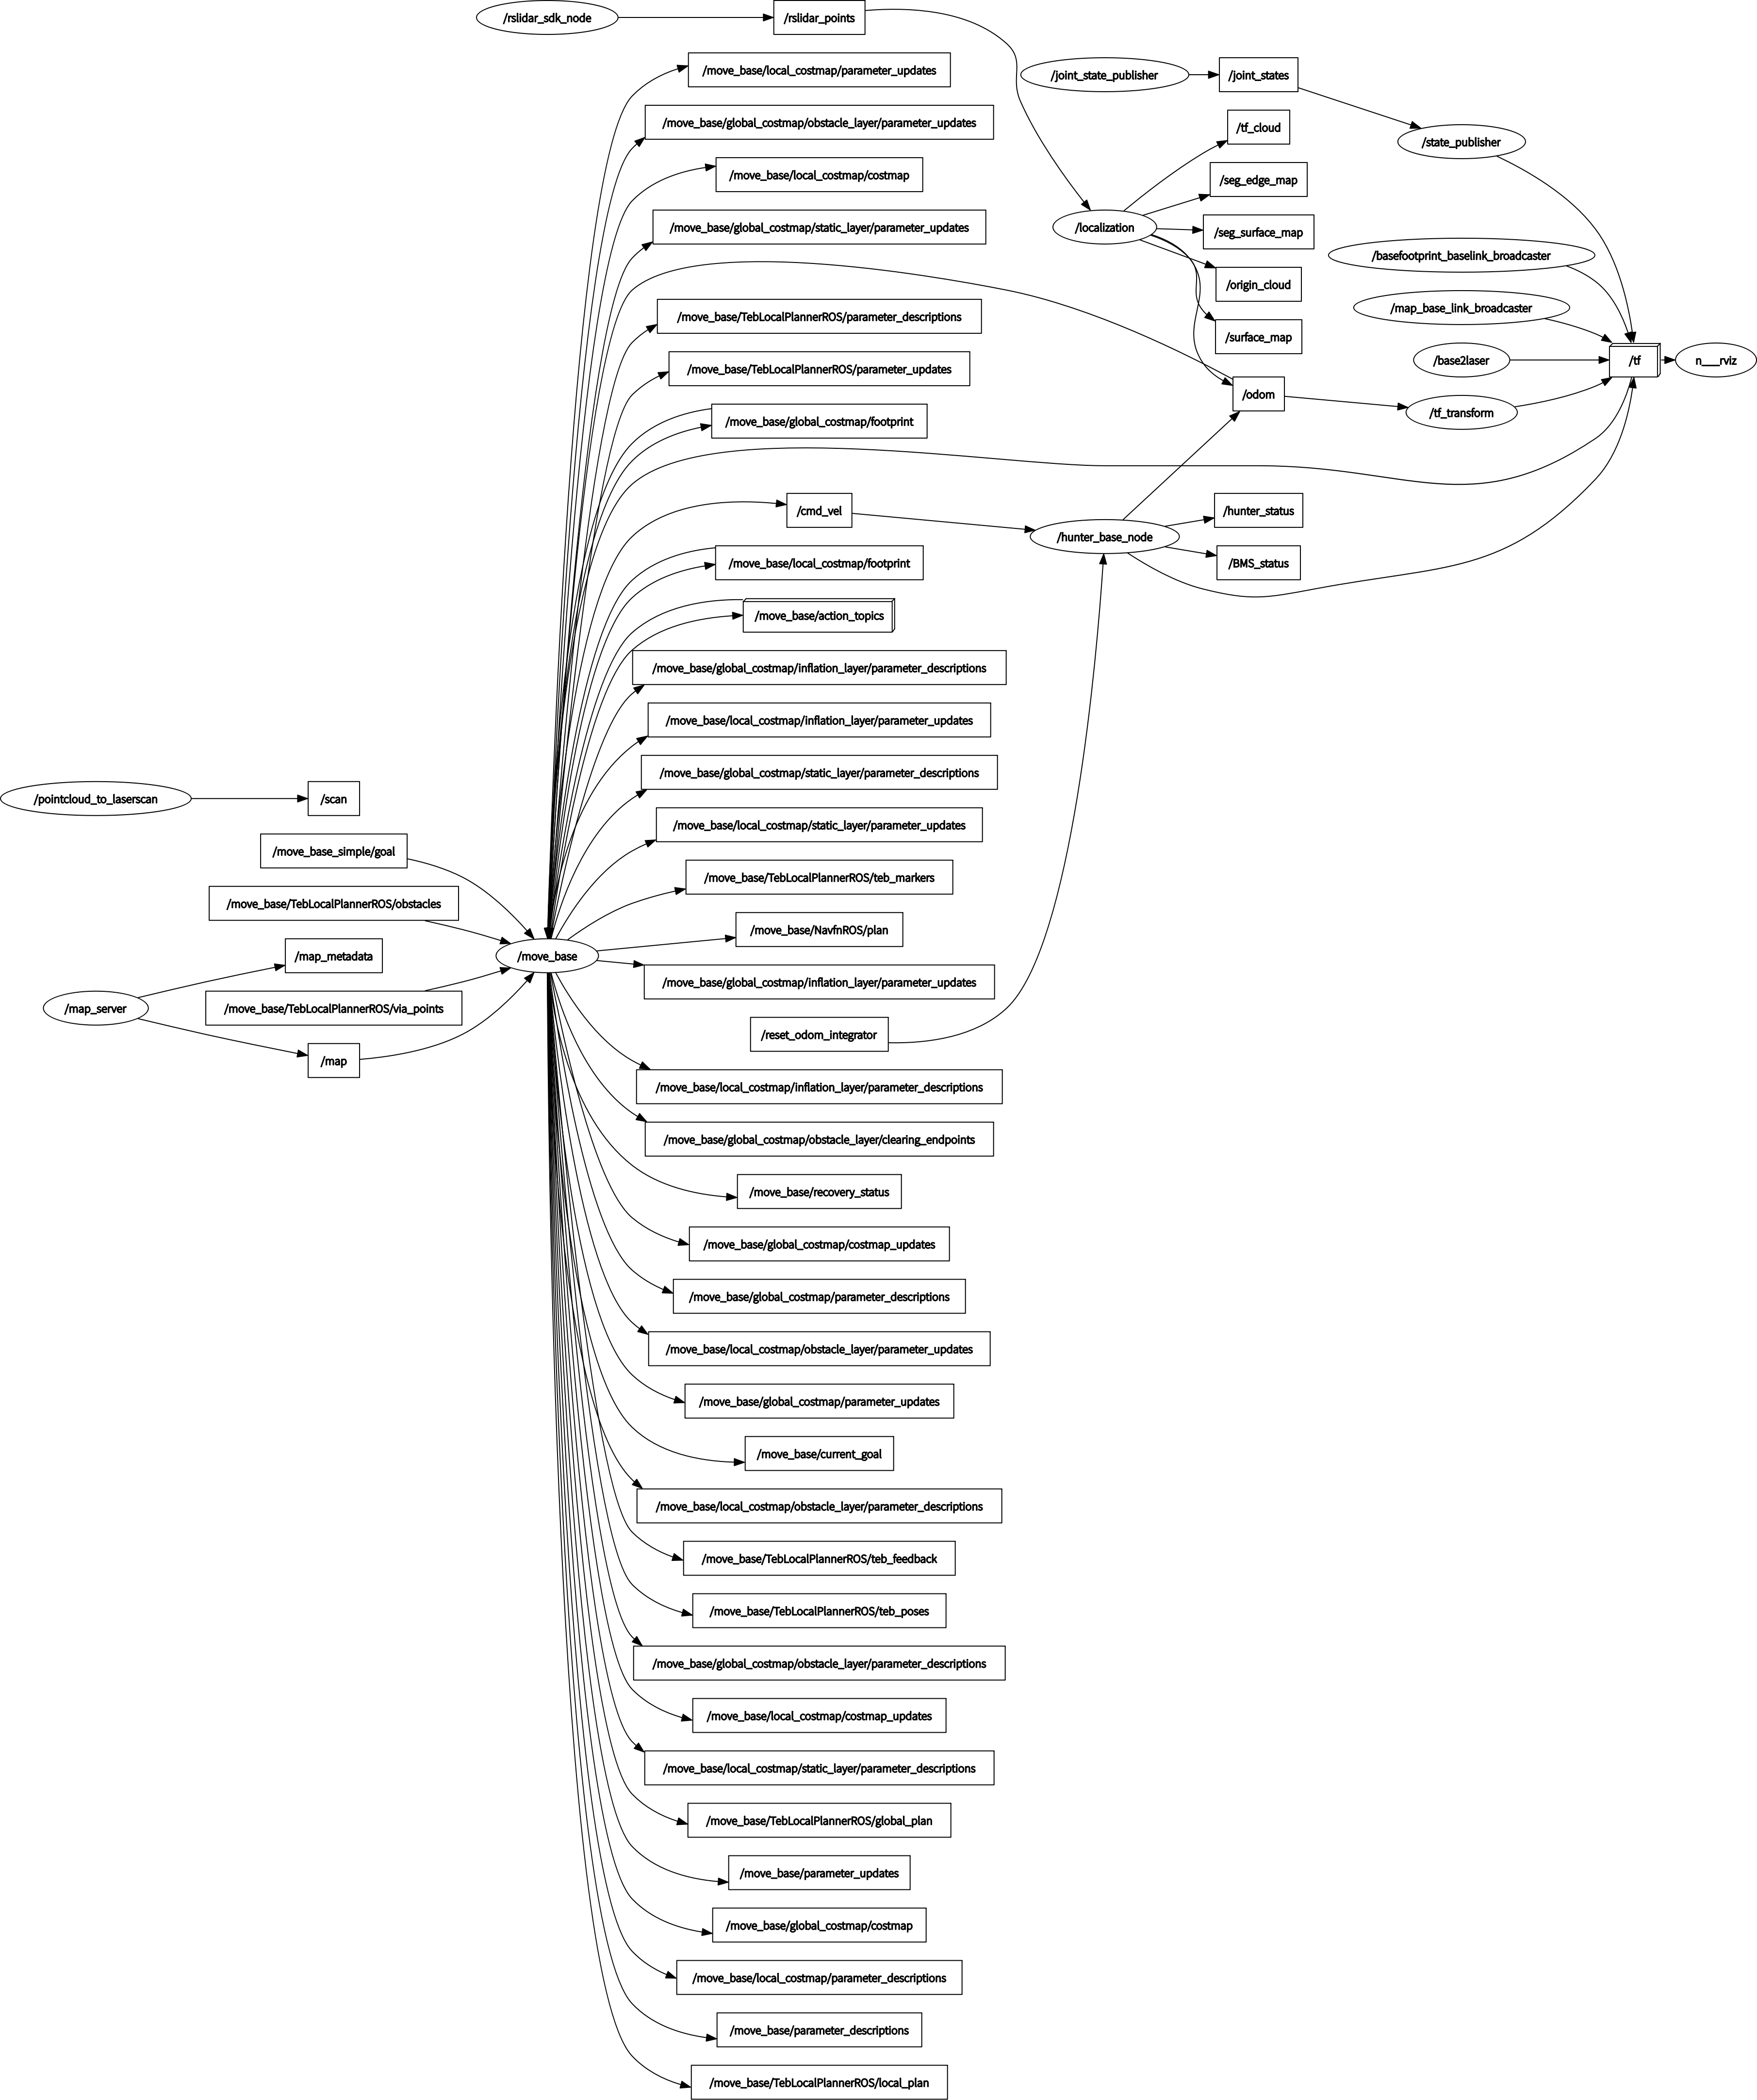 /rslidar_sdk_node
/rslidar_points
/move_base/local_costmap/parameter_updates
/joint_state_publisher
/joint_states
/move_base/global_costmap/obstacle_layer/parameter_updates
/tf_cloud
/state_publisher
/move_base/local_costmap/costmap
/seg_edge_map
/move_base/global_costmap/static_layer/parameter_updates
/localization
/seg_surface_map
/basefootprint_baselink_broadcaster
/origin_cloud
/map_base_link_broadcaster
/move_base/TebLocalPlannerROS/parameter_descriptions
/surface_map
/base2laser
/tf
n___rviz
/move_base/TebLocalPlannerROS/parameter_updates
/odom
/tf_transform
/move_base/global_costmap/footprint
/cmd_vel
/hunter_status
/hunter_base_node
/move_base/local_costmap/footprint
/BMS_status
/move_base/action_topics
/move_base/global_costmap/inflation_layer/parameter_descriptions
/move_base/local_costmap/inflation_layer/parameter_updates
/move_base/global_costmap/static_layer/parameter_descriptions
/pointcloud_to_laserscan
/scan
/move_base/local_costmap/static_layer/parameter_updates
/move_base_simple/goal
/move_base/TebLocalPlannerROS/teb_markers
/move_base/TebLocalPlannerROS/obstacles
/move_base/NavfnROS/plan
/map_metadata
/move_base
/move_base/global_costmap/inflation_layer/parameter_updates
/map_server
/move_base/TebLocalPlannerROS/via_points
/reset_odom_integrator
/map
/move_base/local_costmap/inflation_layer/parameter_descriptions
/move_base/global_costmap/obstacle_layer/clearing_endpoints
/move_base/recovery_status
/move_base/global_costmap/costmap_updates
/move_base/global_costmap/parameter_descriptions
/move_base/local_costmap/obstacle_layer/parameter_updates
/move_base/global_costmap/parameter_updates
/move_base/current_goal
/move_base/local_costmap/obstacle_layer/parameter_descriptions
/move_base/TebLocalPlannerROS/teb_feedback
/move_base/TebLocalPlannerROS/teb_poses
/move_base/global_costmap/obstacle_layer/parameter_descriptions
/move_base/local_costmap/costmap_updates
/move_base/local_costmap/static_layer/parameter_descriptions
/move_base/TebLocalPlannerROS/global_plan
/move_base/parameter_updates
/move_base/global_costmap/costmap
/move_base/local_costmap/parameter_descriptions
/move_base/parameter_descriptions
/move_base/TebLocalPlannerROS/local_plan